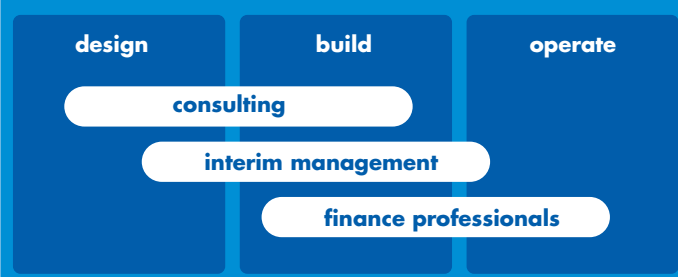 design
build
operate
consulting
interim management
finance professionals